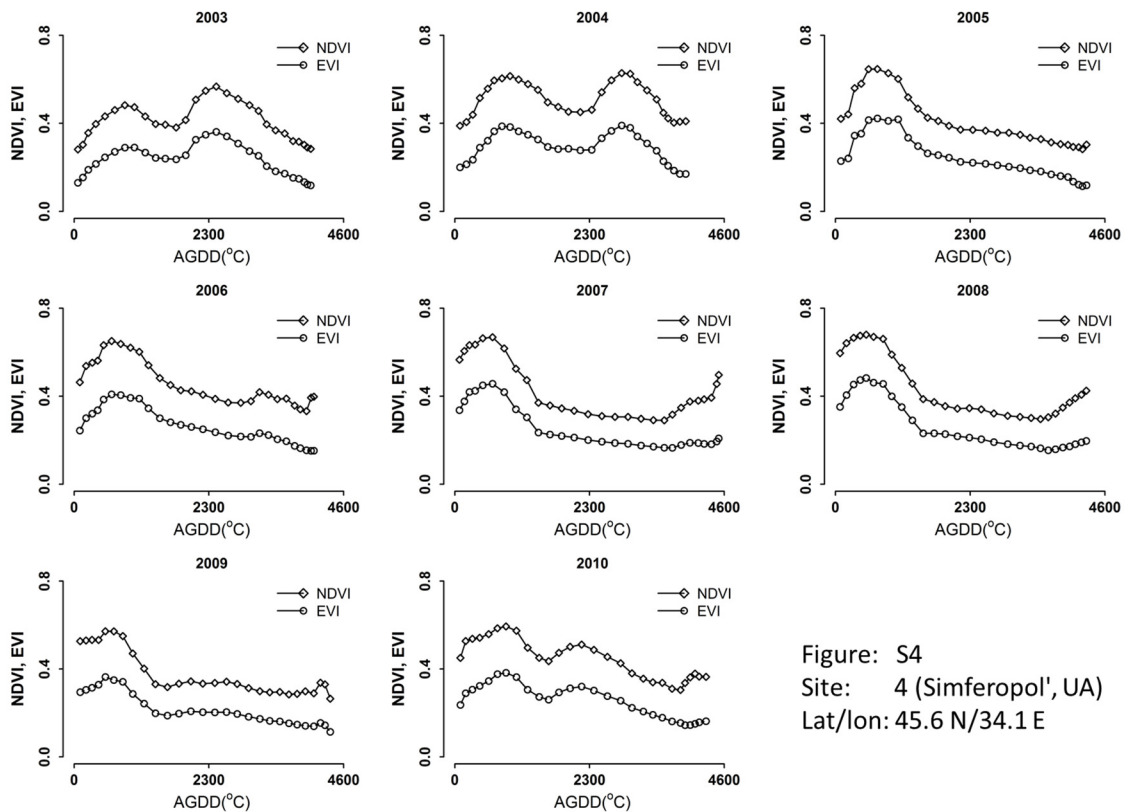 2003
0.8
0.4
0.0
NDVI, EVI
NDVI
EVI
0 2300 4600
AGDD(°C)
2004
0.8
0.4
0.0
NDVI, EVI
NDVI
EVI
0 2300 4600
AGDD(°C)
2005
0.8
0.4
0.0
NDVI, EVI
NDVI
EVI
0 2300 4600
AGDD(°C)
2006
0.8
0.4
0.0
NDVI, EVI
NDVI
EVI
0 2300 4600
AGDD(°C)
2007
0.8
0.4
0.0
NDVI, EVI
NDVI
EVI
0 2300 4600
AGDD(°C)
2008
0.8
0.4
0.0
NDVI, EVI
NDVI
EVI
0 2300 4600
AGDD(°C)
2009
0.8
0.4
0.0
NDVI, EVI
NDVI
EVI
0 2300 4600
AGDD(°C)
2010
0.8
0.4
0.0
NDVI, EVI
NDVI
EVI
0 2300 4600
AGDD(°C)
Figure: S4
Site: 4 (Simferopol', UA)
Lat/lon: 45.6 N/34.1 E